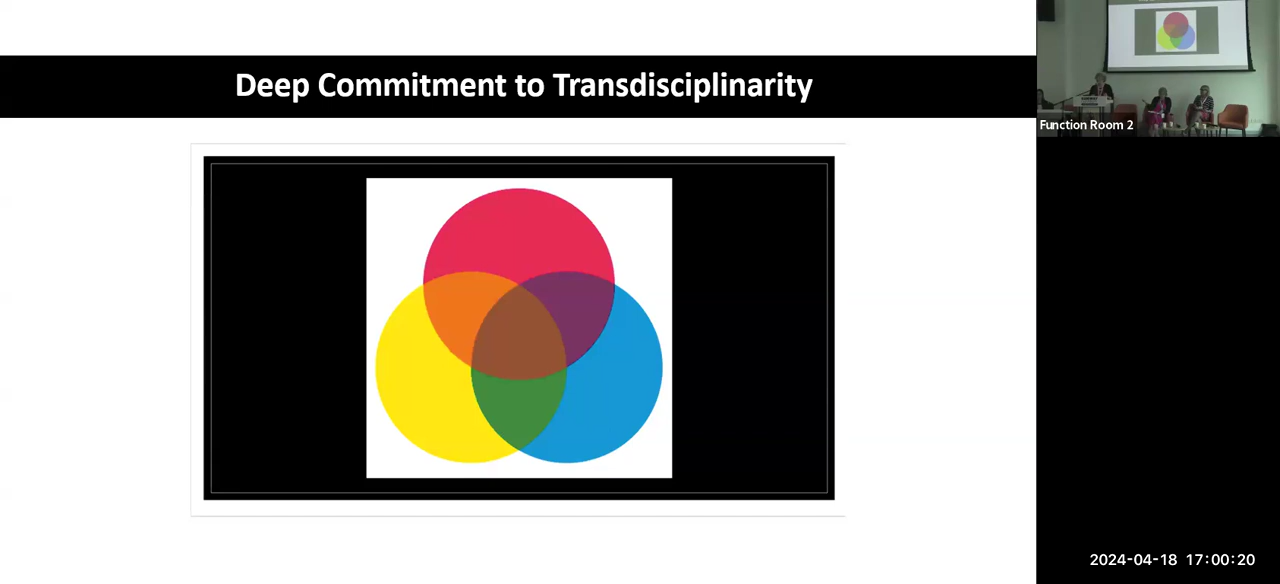 Deep Commitment to Transdisciplinarity
Function Room 2
2024-04-18 17:00:20